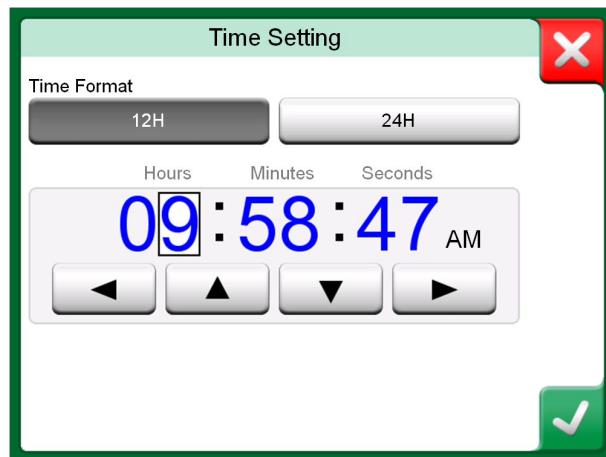 Time Setting
Time Format
12H 24H
Hours Minutes Seconds
09:58:47 AM